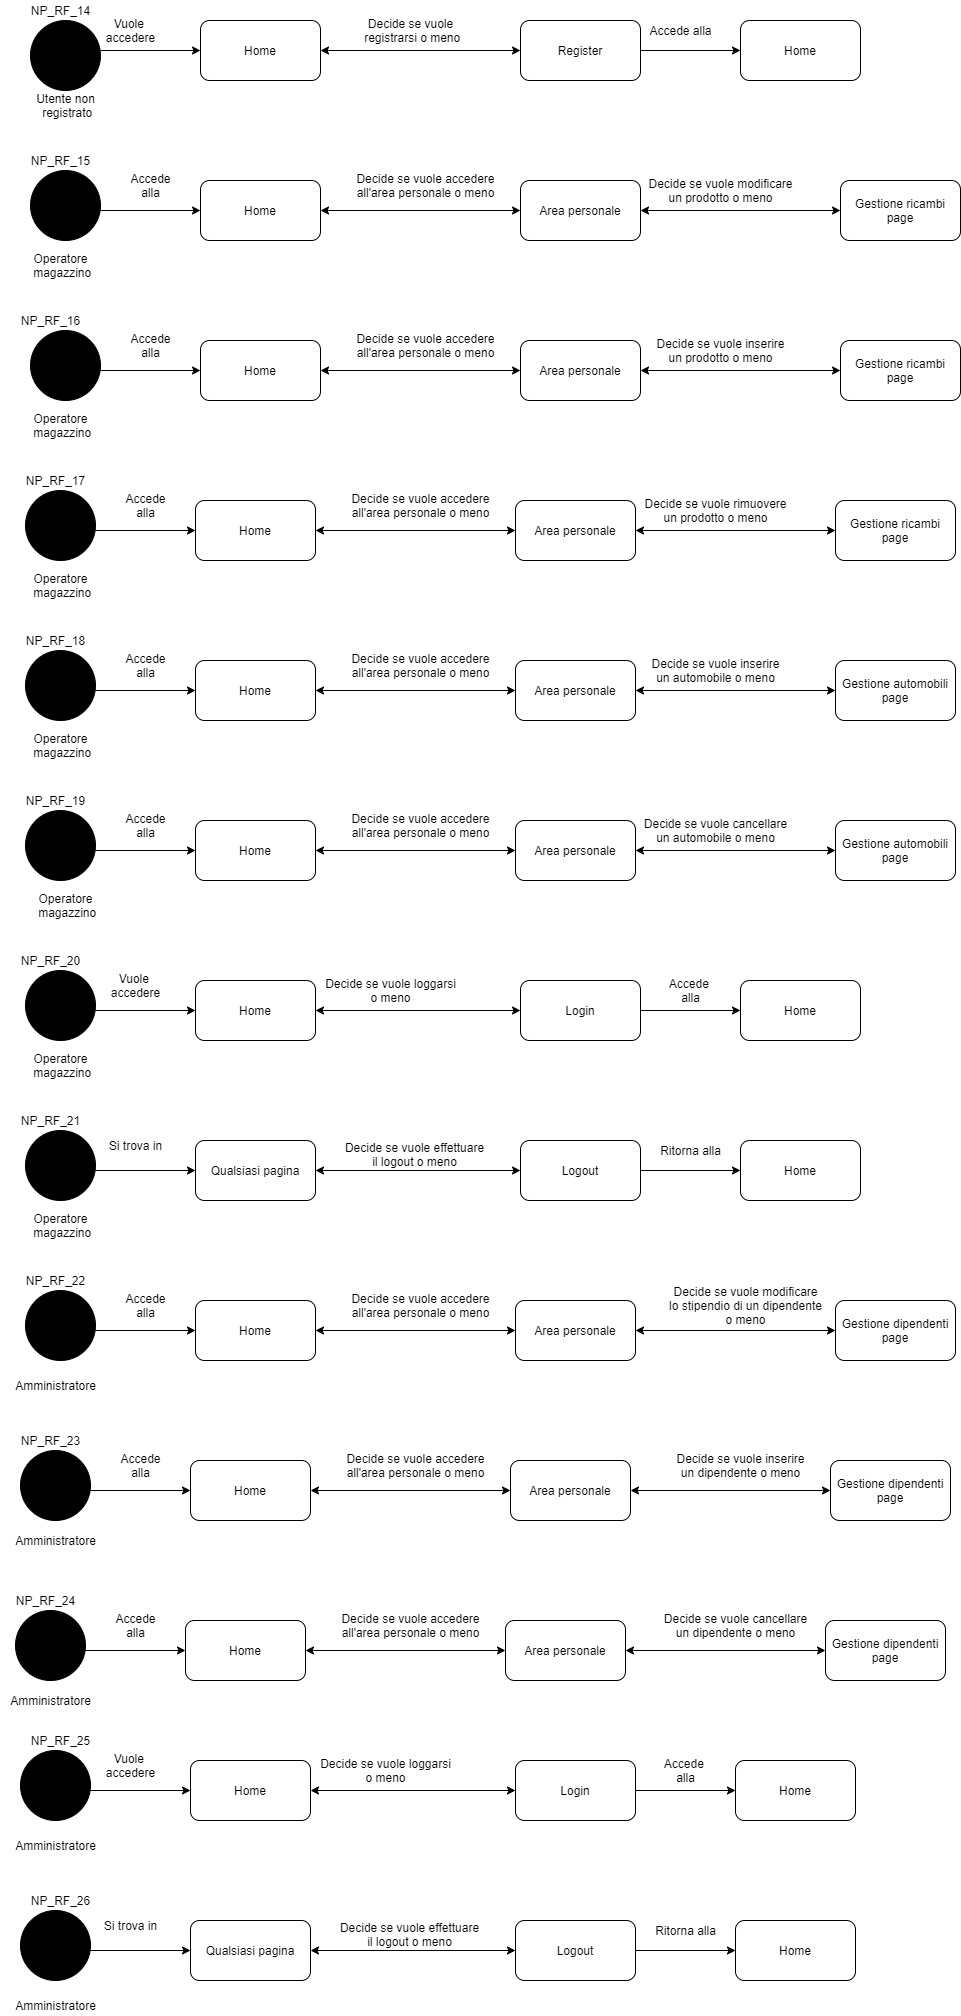 NP_RF_14
Vuole
accedere
Home
Decide se vuole
registrarsi o meno
Register
Accede alla
Home
Utente non
registrato
NP_RF_15
Accede
alla
Home
Decide se vuole accedere
all'area personale o meno
Area personale
Decide se vuole modificare
un prodotto o meno
Gestione ricambi
page
Operatore
magazzino
NP_RF_16
Accede
alla
Home
Decide se vuole accedere
all'area personale o meno
Area personale
Decide se vuole inserire
un prodotto o meno
Gestione ricambi
page
Operatore
magazzino
NP_RF_17
Accede
alla
Home
Decide se vuole accedere
all'area personale o meno
Area personale
Decide se vuole rimuovere
un prodotto o meno
Gestione ricambi
page
Operatore
magazzino
NP_RF_18
Accede
alla
Home
Decide se vuole accedere
all'area personale o meno
Area personale
Decide se vuole inserire
un automobile o meno
Gestione automobili
page
Operatore
magazzino
NP_RF_19
Accede
alla
Home
Decide se vuole accedere
all'area personale o meno
Area personale
Decide se vuole cancellare
un automobile o meno
Gestione automobili
page
Operatore
magazzino
NP_RF_20
Vuole
accedere
Home
Decide se vuole loggarsi
o meno
Login
Accede
alla
Home
Operatore
magazzino
NP_RF_21
Si trova in
Qualsiasi pagina
Decide se vuole effettuare
il logout o meno
Logout
Ritorna alla
Home
Operatore
magazzino
NP_RF_22
Accede
alla
Home
Decide se vuole accedere
all'area personale o meno
Area personale
Decide se vuole modificare
lo stipendio di un dipendente
o meno
Gestione dipendenti
page
Amministratore
NP_RF_23
Accede
alla
Home
Decide se vuole accedere
all'area personale o meno
Area personale
Decide se vuole inserire
un dipendente o meno
Gestione dipendenti
page
Amministratore
NP_RF_24
Accede
alla
Home
Decide se vuole accedere
all'area personale o meno
Area personale
Decide se vuole cancellare
un dipendente o meno
Gestione dipendenti
page
Amministratore
NP_RF_25
Vuole
accedere
Home
Decide se vuole loggarsi
o meno
Login
Accede
alla
Home
Amministratore
NP_RF_26
Si trova in
Qualsiasi pagina
Decide se vuole effettuare
il logout o meno
Logout
Ritorna alla
Home
Amministratore